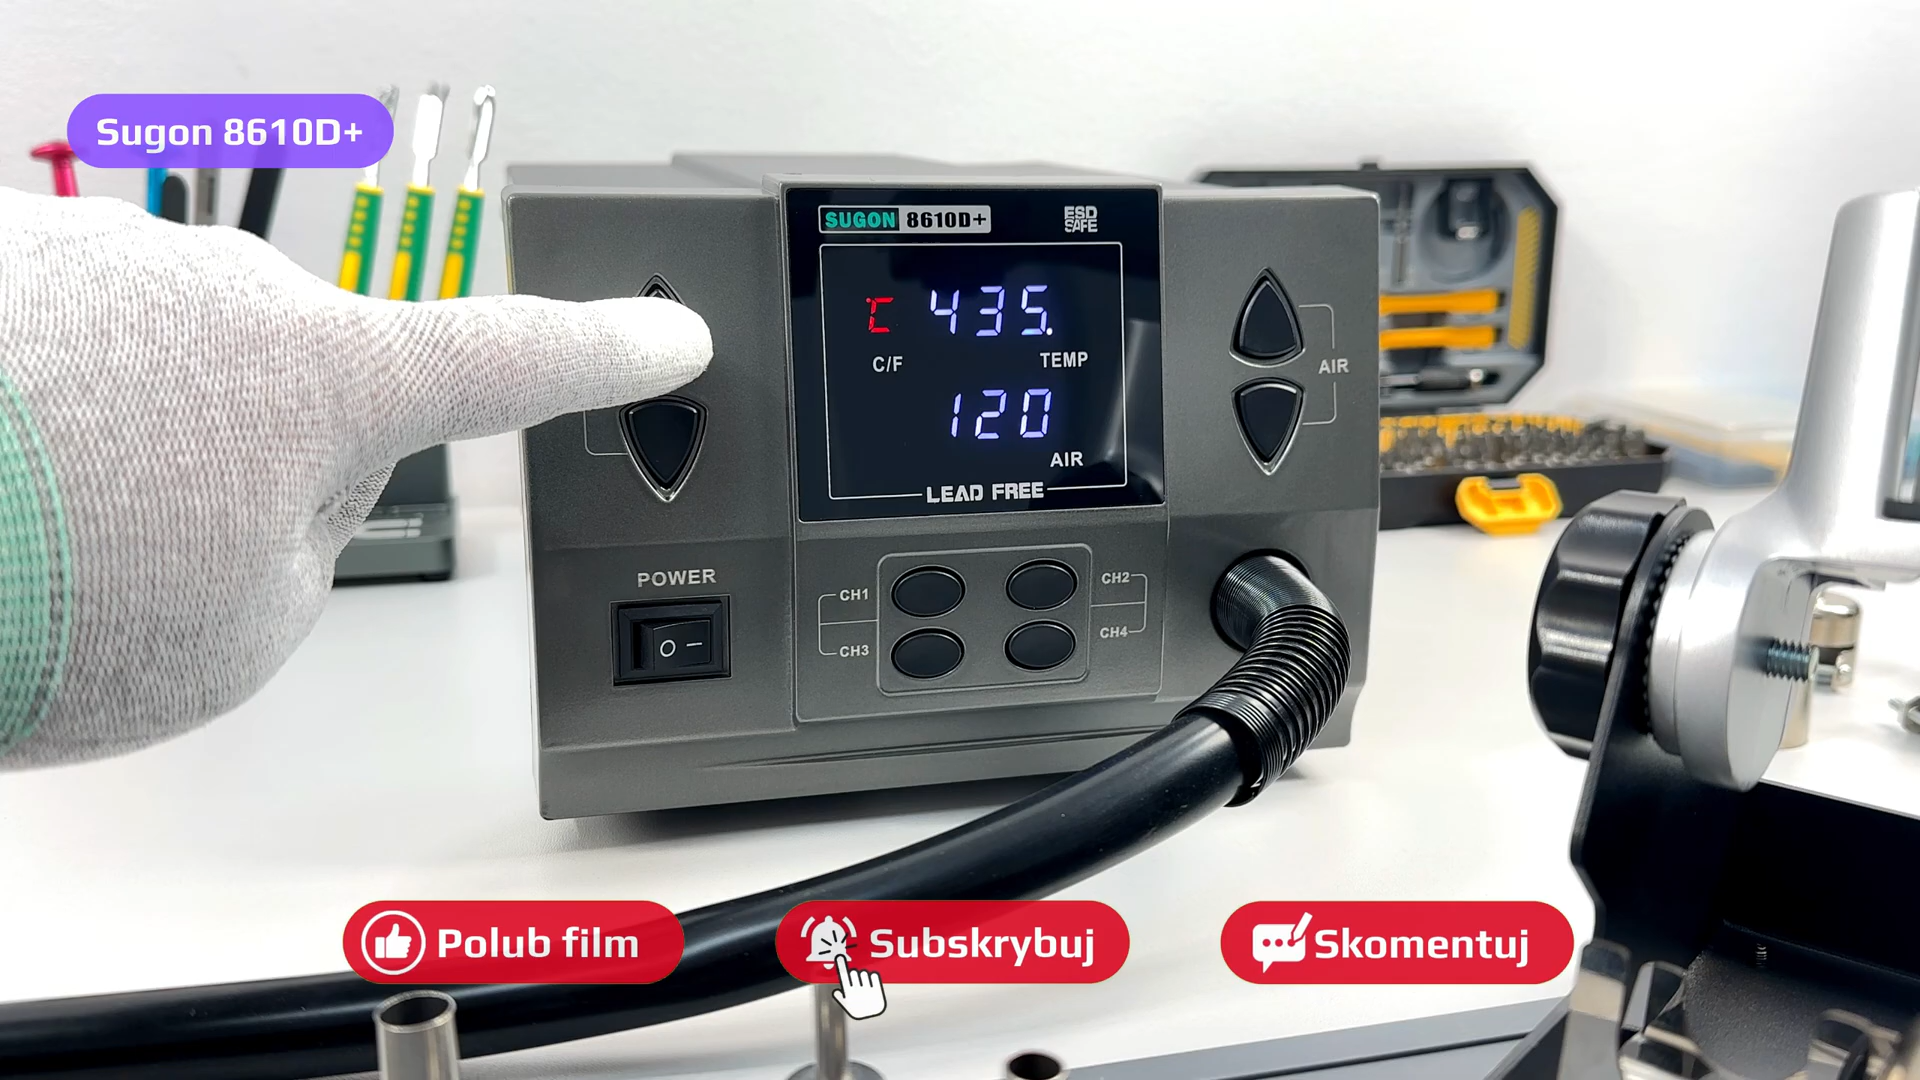 Sugon 8610D+
SUGON 8610D+
ESD SAFE
C 435.
C/F TEMP
120
AIR
LEAD FREE
AIR
POWER
CH1
CH2
CH3
CH4
Polub film
Subskrybuj
Skomentuj